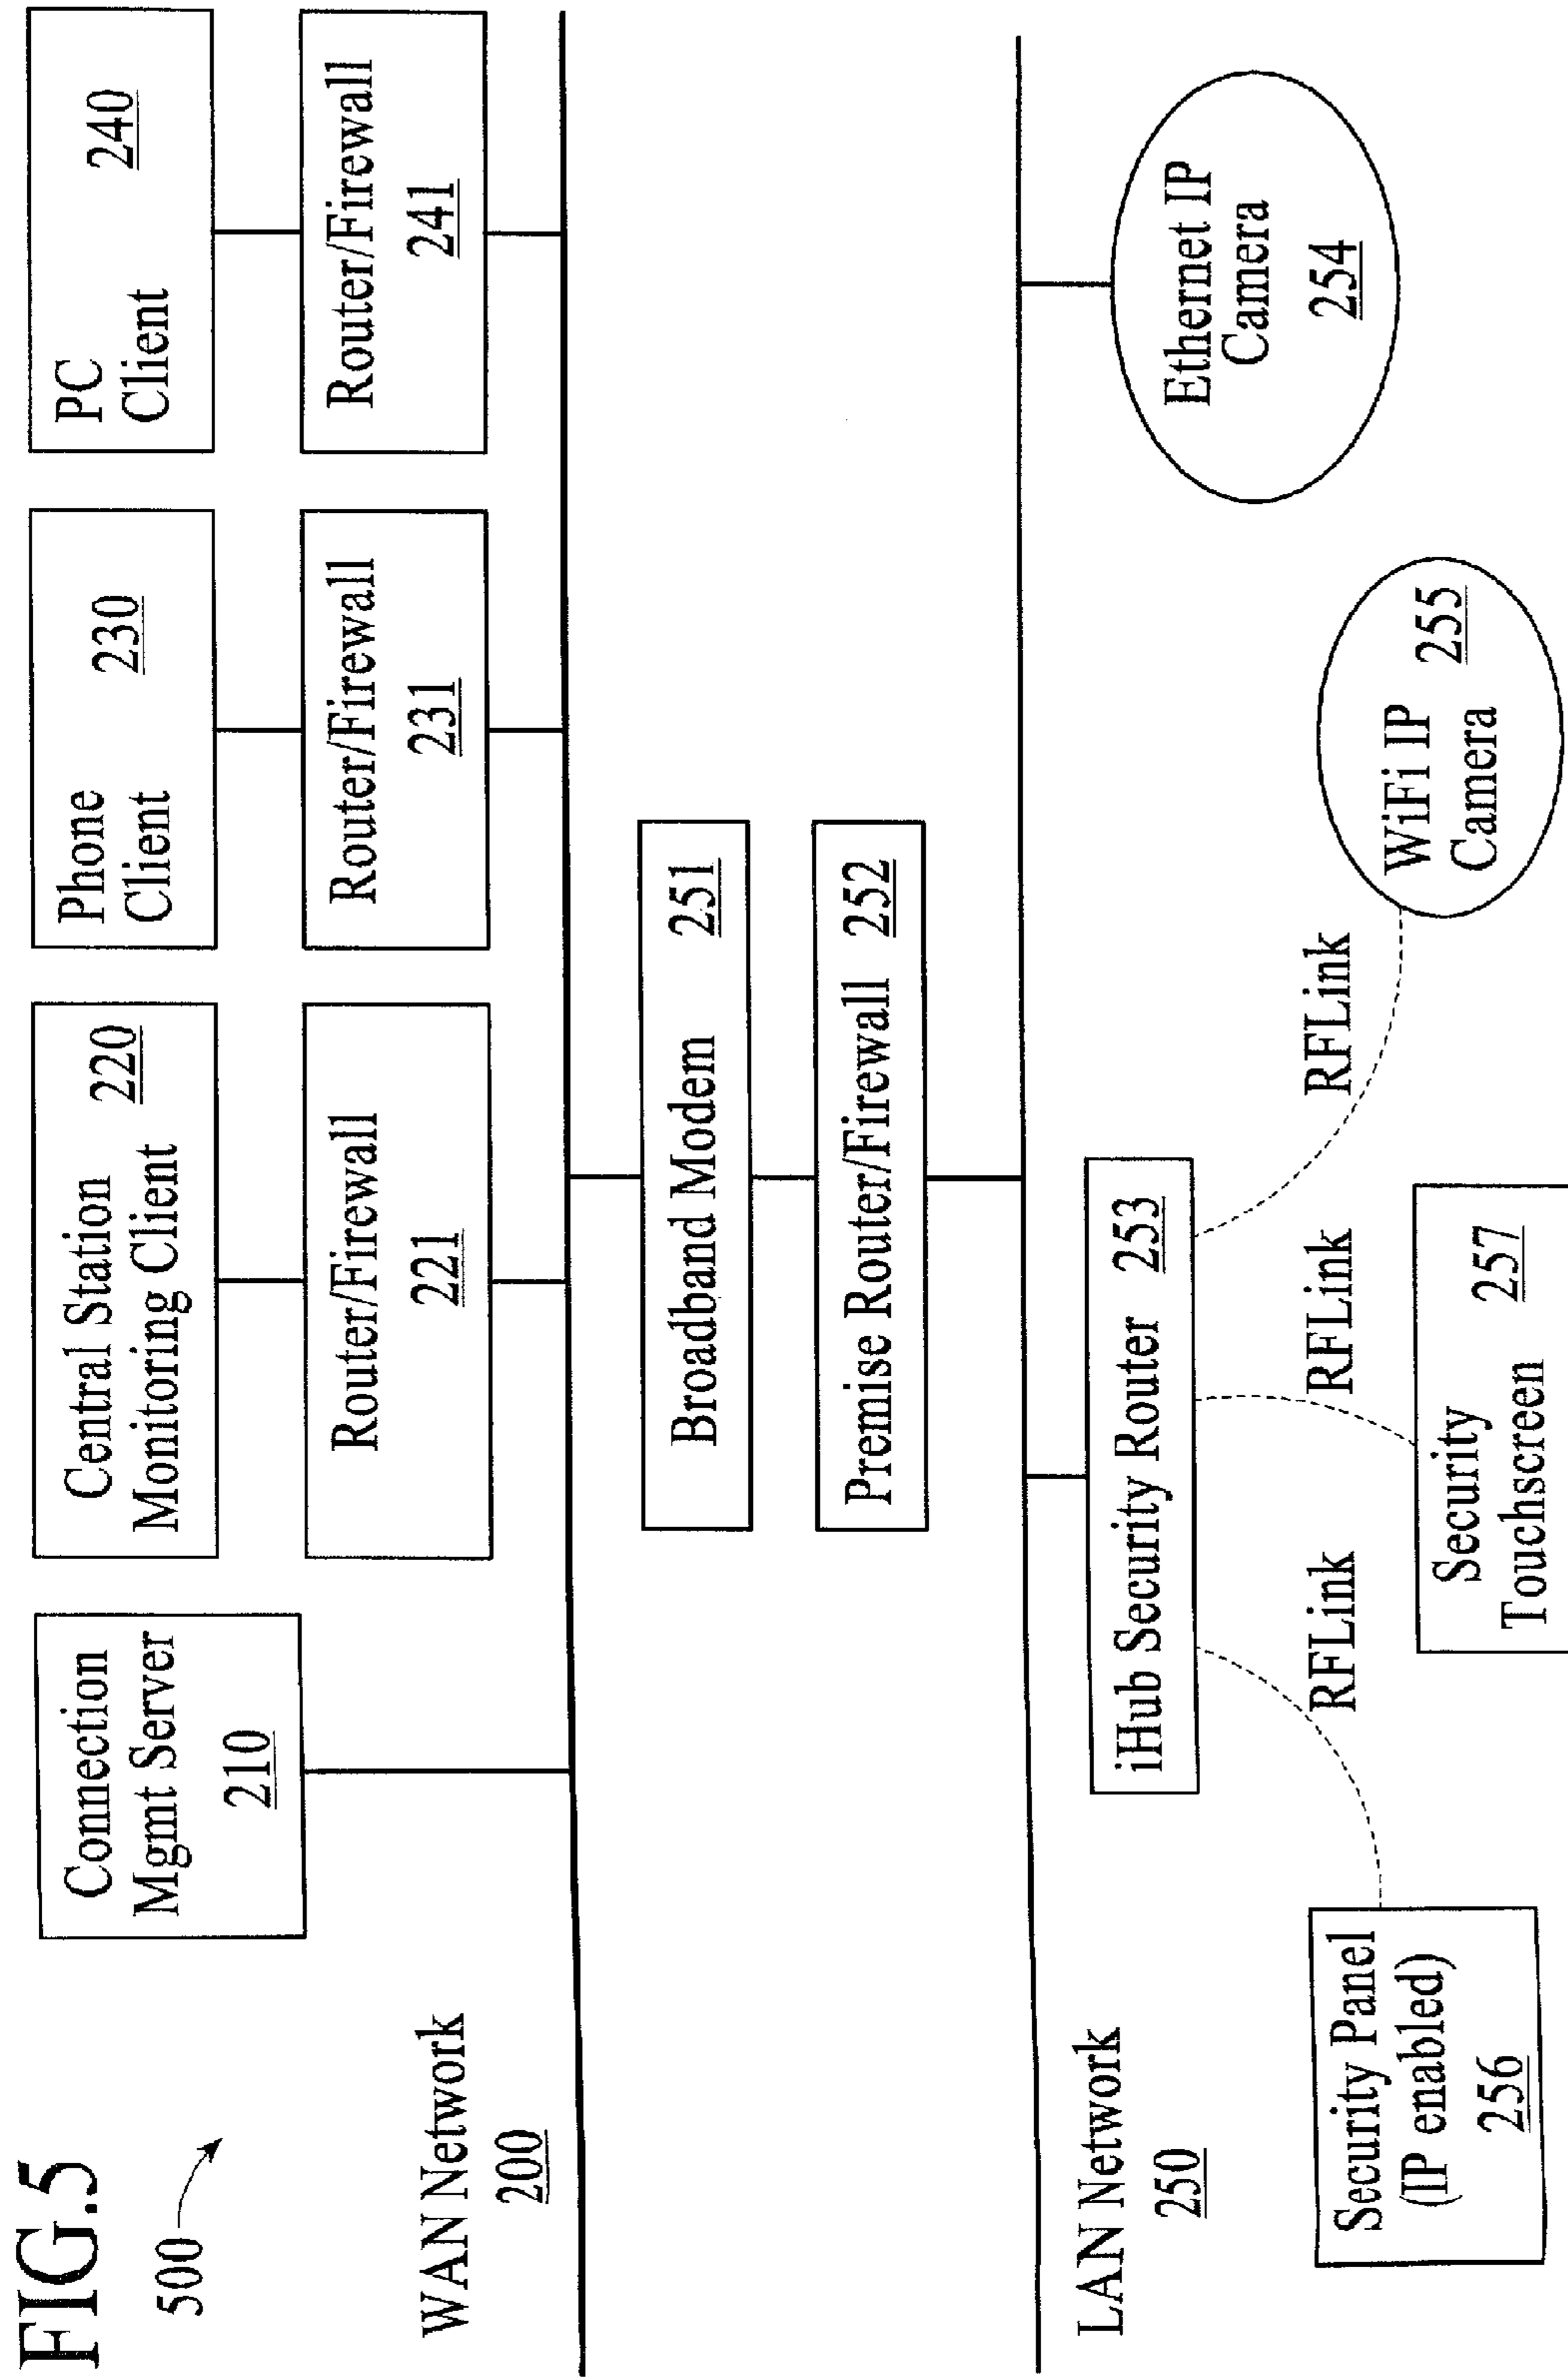 FIG.5
500
Connection
Mgmt Server
210
Central Station
Monitoring Client 220
Phone
Client 230
PC
Client 240
Router/Firewall
221
Router/Firewall
231
Router/Firewall
241
WAN Network
200
Broadband Modem 251
Premise Router/Firewall 252
LAN Network
250
iHub Security Router 253
Ethernet IP
Camera
254
RFLink
RFLink
RFLink
Security Panel
(IP enabled)
256
Security
Touchscreen 257
WiFi IP
Camera 255